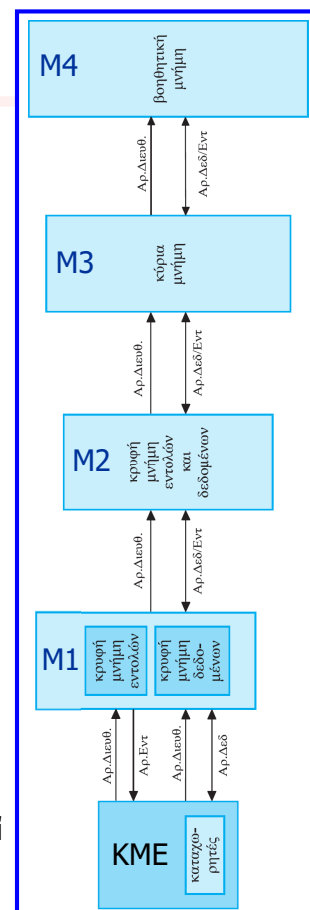 M4
βοηθητική
μνήμη
Αρ.Διευθ.
Αρ.Δεδ/Εντ
M3
κύρια
μνήμη
Αρ.Διευθ.
Αρ.Δεδ/Εντ
M2
κρυφή
μνήμη
εντολών
και
δεδομένων
Αρ.Διευθ.
Αρ.Δεδ/Εντ
M1
κρυφή
μνήμη
εντολών
κρυφή
μνήμη
δεδο-
μένων
Αρ.Διευθ.
Αρ.Εντ
Αρ.Διευθ.
Αρ.Δεδ
ΚΜΕ
καταχω-
ρητές